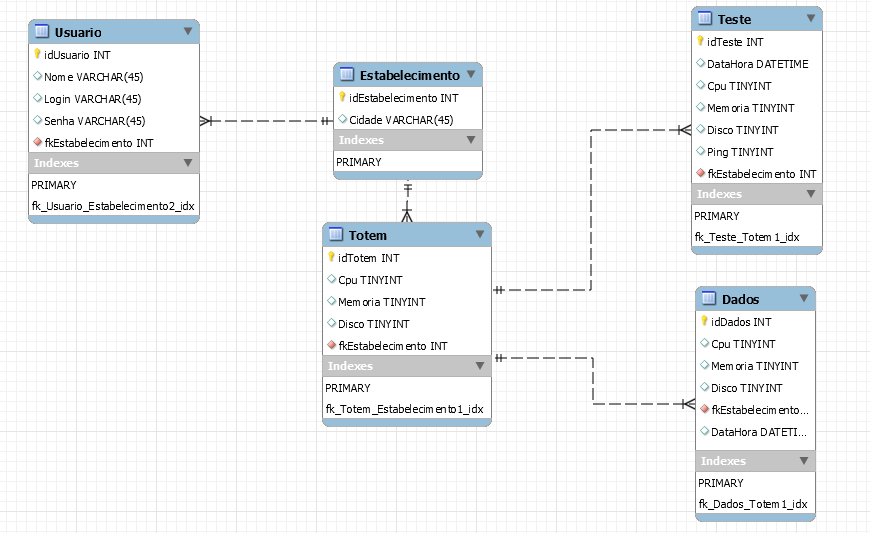 Usuario
idUsuario INT
Nome VARCHAR(45)
Login VARCHAR(45)
Senha VARCHAR(45)
fkEstabelecimento INT
Indexes
PRIMARY
fk_Usuario_Estabelecimento2_idx
Estabelecimento
idEstabelecimento INT
Cidade VARCHAR(45)
Indexes
PRIMARY
Totem
idTotem INT
Cpu TINYINT
Memoria TINYINT
Disco TINYINT
fkEstabelecimento INT
Indexes
PRIMARY
fk_Totem_Estabelecimento1_idx
Teste
idTeste INT
DataHora DATETIME
Cpu TINYINT
Memoria TINYINT
Disco TINYINT
Ping TINYINT
fkEstabelecimento INT
Indexes
PRIMARY
fk_Teste_Totem1_idx
Dados
idDados INT
Cpu TINYINT
Memoria TINYINT
Disco TINYINT
fkEstabelecimento...
DataHora DATETI...
Indexes
PRIMARY
fk_Dados_Totem1_idx